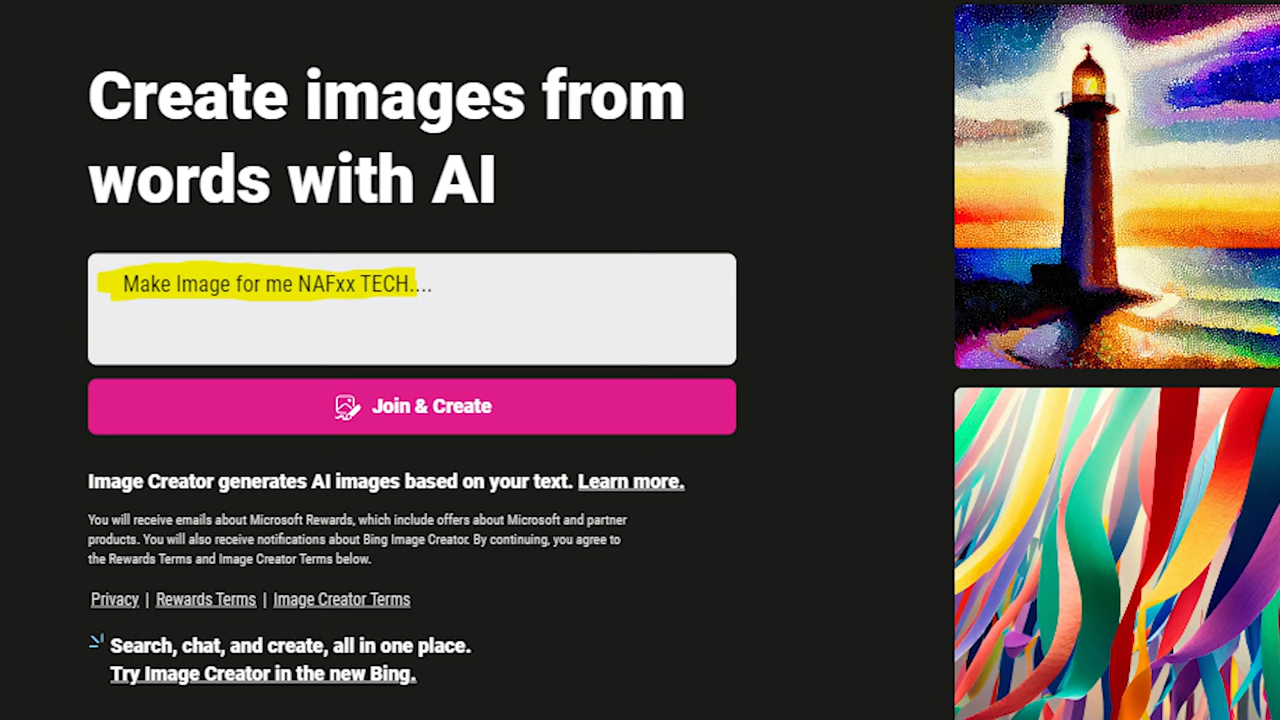 Create images from
words with AI
Make Image for me NAFxx TECH....
Join & Create
Image Creator generates AI images based on your text. Learn more.
You will receive emails about Microsoft Rewards, which include offers about Microsoft and partner
products. You will also receive notifications about Bing Image Creator. By continuing, you agree to
the Rewards Terms and Image Creator Terms below.
Privacy | Rewards Terms | Image Creator Terms
Search, chat, and create, all in one place.
Try Image Creator in the new Bing.